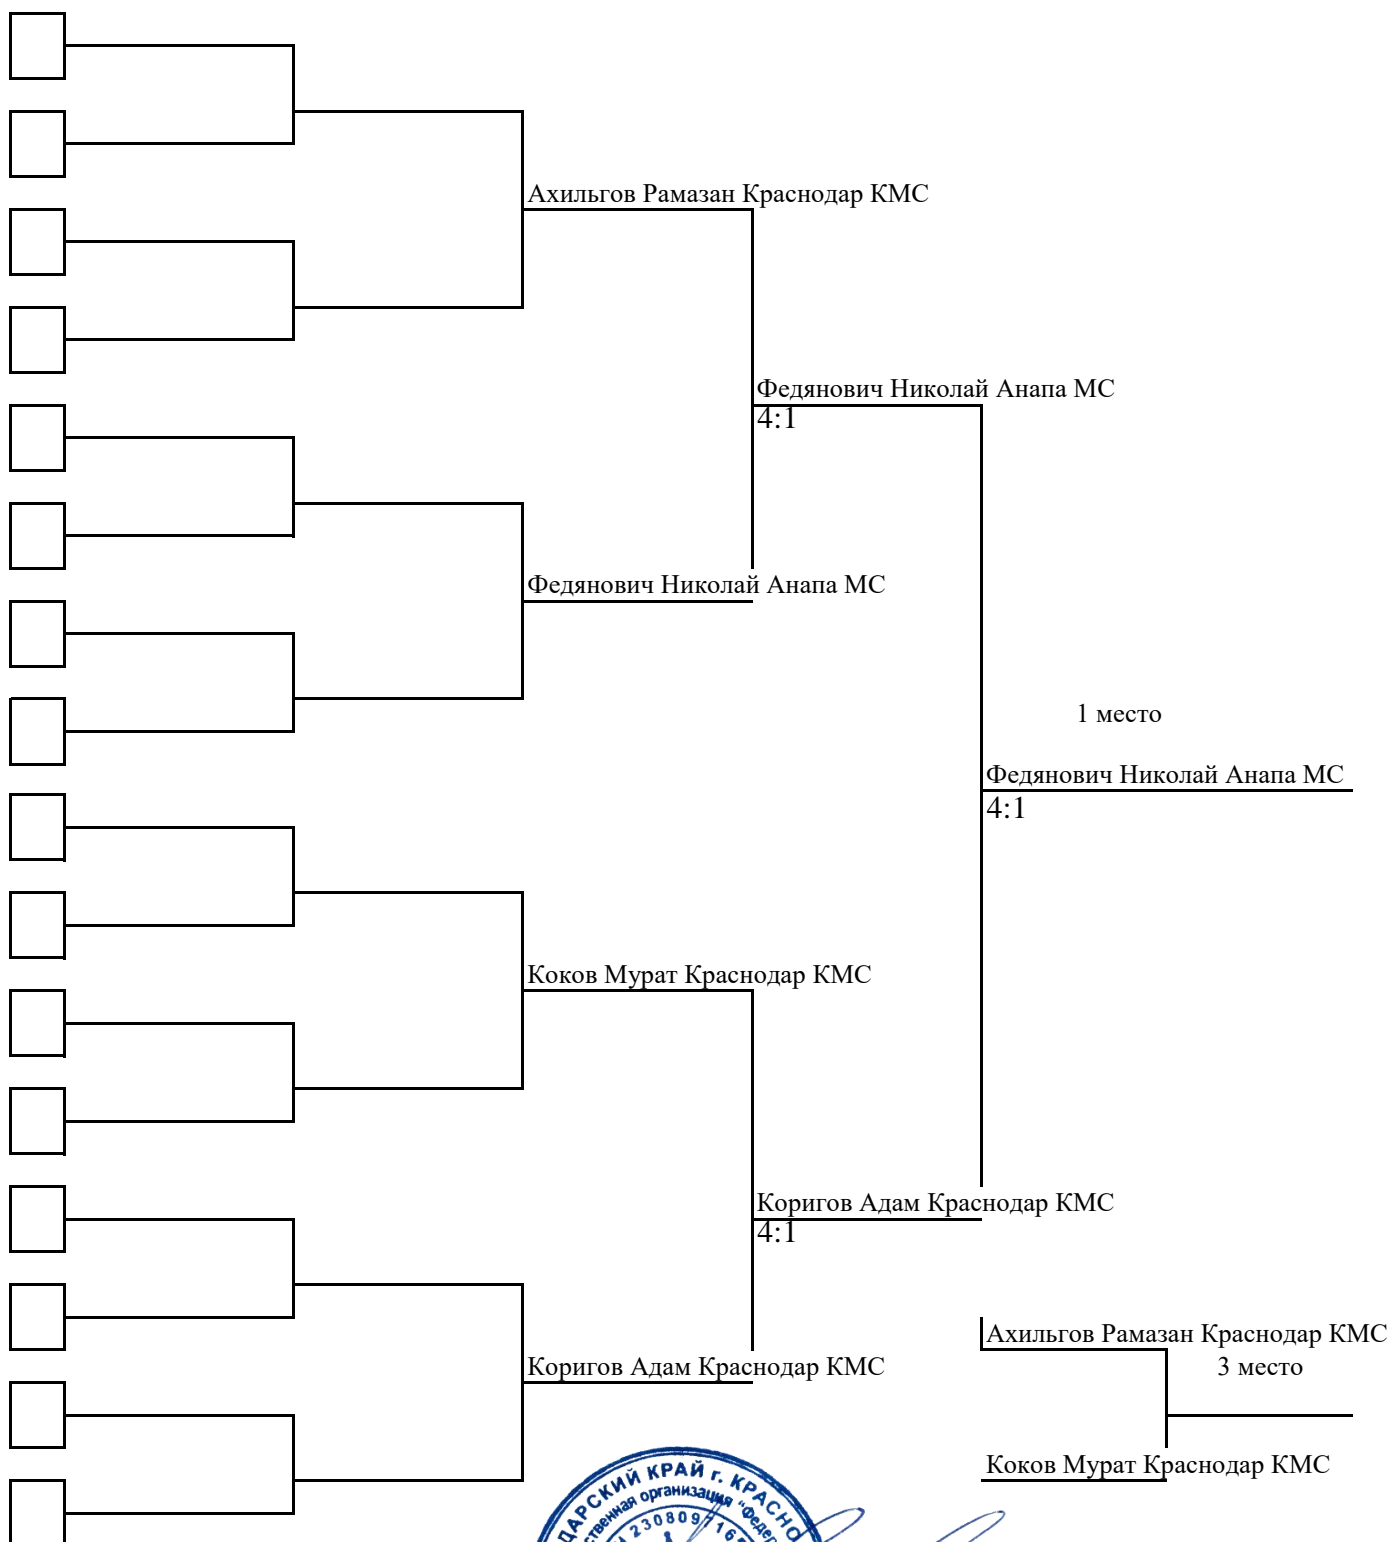 Ахильгов Рамазан Краснодар КМС
Федянович Николай Анапа МС
4:1
Федянович Николай Анапа МС
1 место
Федянович Николай Анапа МС
4:1
Коков Мурат Краснодар КМС
Коригов Адам Краснодар КМС
4:1
Ахильгов Рамазан Краснодар КМС
Коригов Адам Краснодар КМС
3 место
Коков Мурат Краснодар КМС
КРАЙ г.
организация